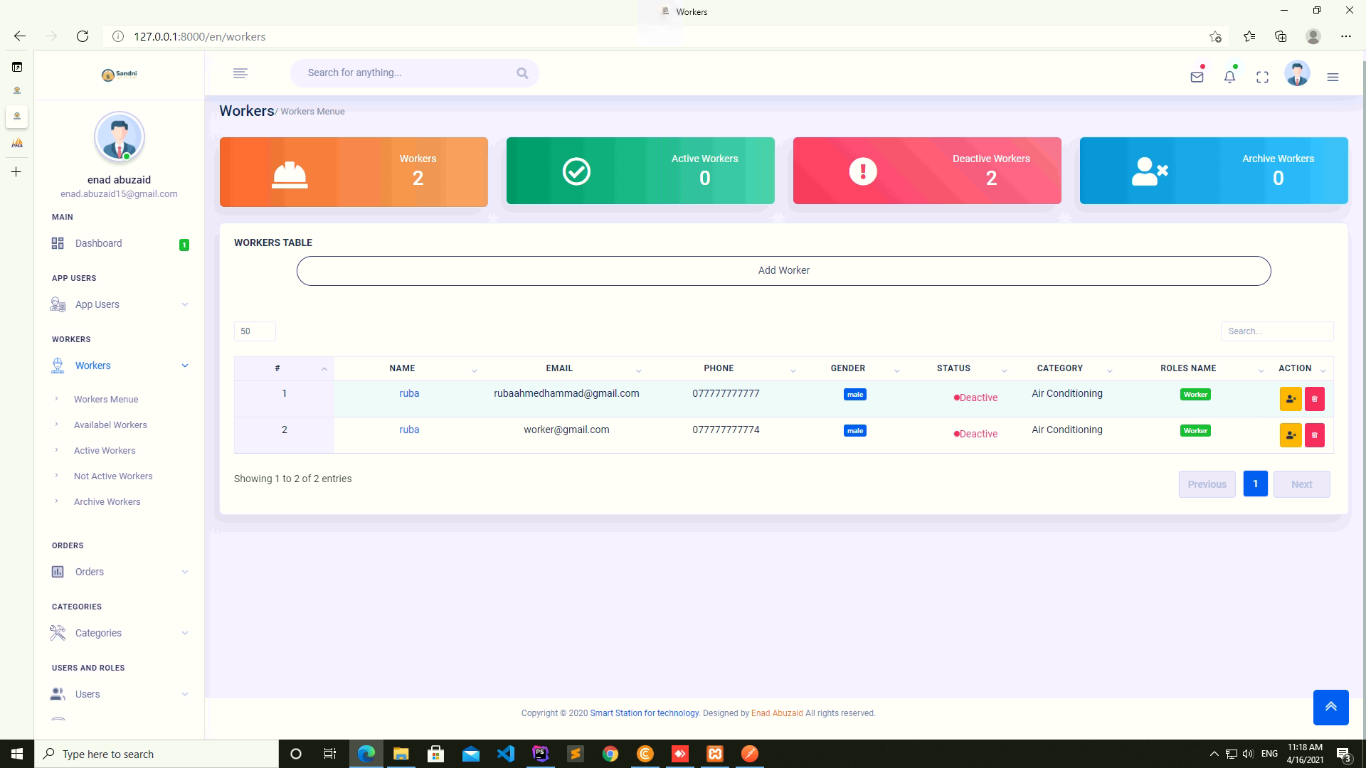 Workers
127.0.0.1:8000/en/workers
Sandni
Search for anything...
enad abuzaid
enad.abuzaid15@gmail.com
MAIN
Dashboard 1
APP USERS
App Users
WORKERS
Workers
Workers Menue
Availabel Workers
Active Workers
Not Active Workers
Archive Workers
ORDERS
Orders
CATEGORIES
Categories
USERS AND ROLES
Users
Workers/ Workers Menue
Workers
2
Active Workers
0
Deactive Workers
2
Archive Workers
0
WORKERS TABLE
Add Worker
50 Search...
# NAME EMAIL PHONE GENDER STATUS CATEGORY ROLES NAME ACTION
1 ruba rubaahmedhammad@gmail.com 077777777777 male Deactive Air Conditioning Worker
2 ruba worker@gmail.com 077777777774 male Deactive Air Conditioning Worker
Showing 1 to 2 of 2 entries
Previous 1 Next
Copyright © 2020 Smart Station for technology. Designed by Enad Abuzaid All rights reserved.
Type here to search
ENG
11:18 AM
4/16/2021
3